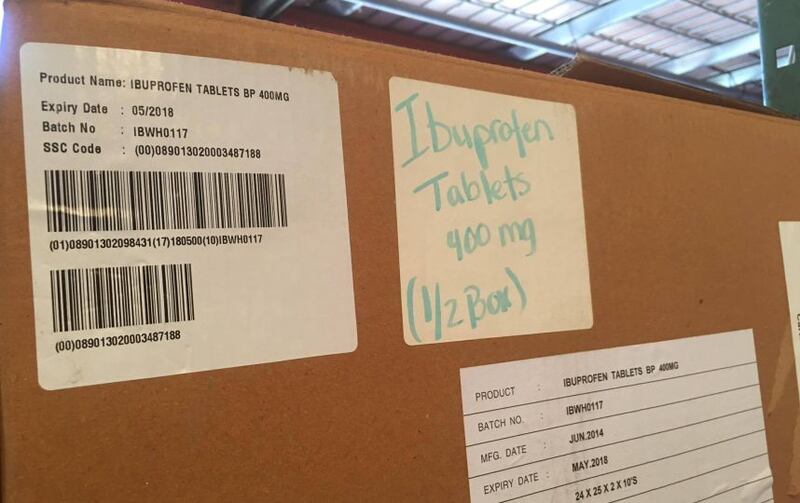 Product Name: IBUPROFEN TABLETS BP 400MG
Expiry Date : 05/2018
Batch No : IBWH0117
SSC Code : (00)089013020003487188
(01)08901302098431(17)180500(10)IBWH0117
(00)089013020003487188
Ibuprofen
Tablets
400 mg
(1/2 Box)
PRODUCT : IBUPROFEN TABLETS BP 400MG
BATCH NO. : IBWH0117
MFG. DATE : JUN.2014
EXPIRY DATE : MAY.2018
24 X 25 X 2 X 10'S